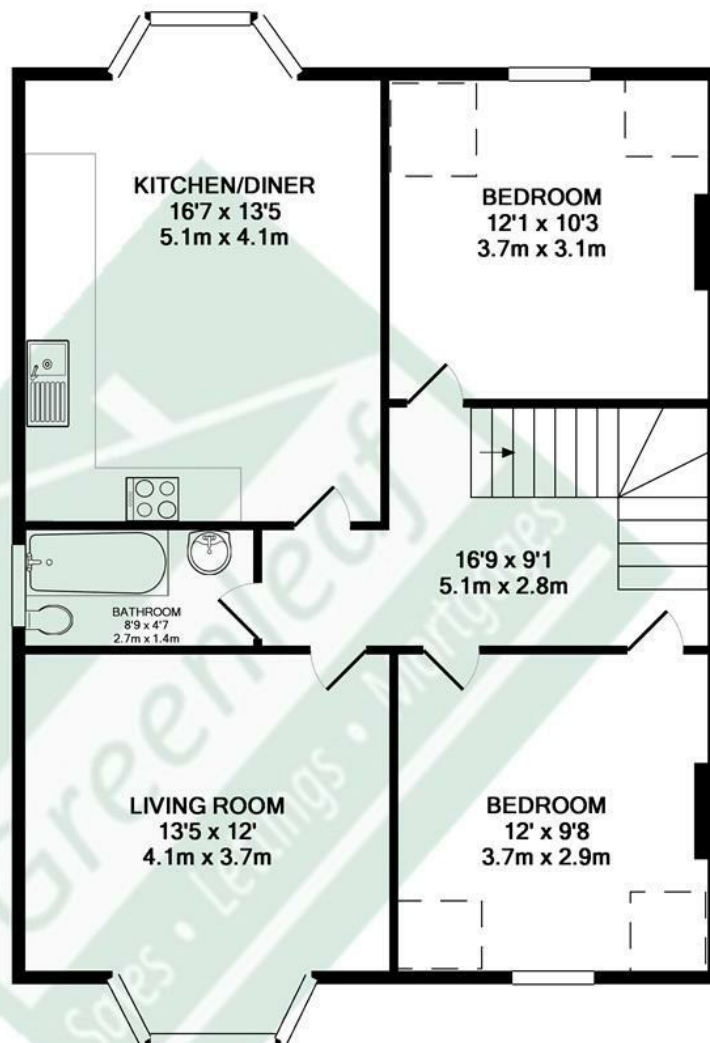 KITCHEN/DINER
16'7 x 13'5
5.1m x 4.1m
BEDROOM
12'1 x 10'3
3.7m x 3.1m
16'9 x 9'1
5.1m x 2.8m
BATHROOM
8'9 x 4'7
2.7m x 1.4m
LIVING ROOM
13'5 x 12'
4.1m x 3.7m
BEDROOM
12' x 9'8
3.7m x 2.9m
Greenleaf
Sales • Lettings • Mortgages